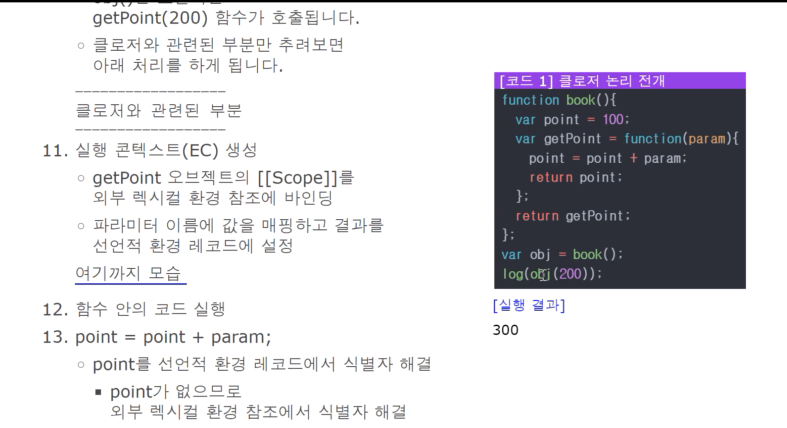 getPoint(200) 함수가 호출됩니다.
○ 클로저와 관련된 부분만 추려보면
아래 처리를 하게 됩니다.
------------------
클로저와 관련된 부분
------------------
11. 실행 콘텍스트(EC) 생성
○ getPoint 오브젝트의 [[Scope]]를
외부 렉시컬 환경 참조에 바인딩
○ 파라미터 이름에 값을 매핑하고 결과를
선언적 환경 레코드에 설정
여기까지 모습
12. 함수 안의 코드 실행
13. point = point + param;
○ point를 선언적 환경 레코드에서 식별자 해결
■ point가 없으므로
외부 렉시컬 환경 참조에서 식별자 해결
[코드 1] 클로저 논리 전개
function book(){
var point = 100;
var getPoint = function(param){
point = point + param;
return point;
};
return getPoint;
};
var obj = book();
log(obj(200));
[실행 결과]
300